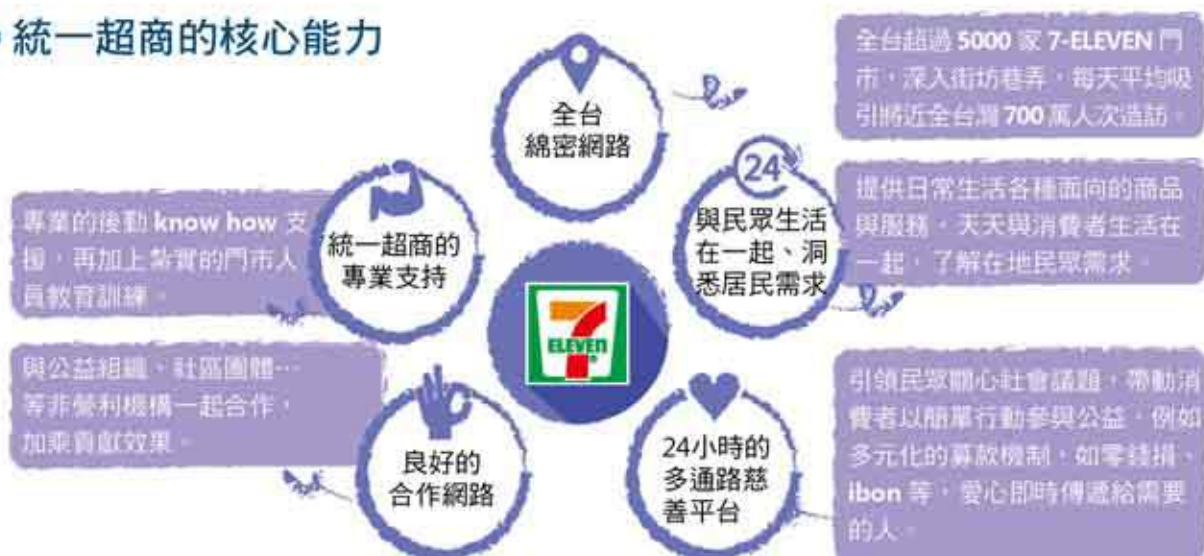 統一超商的核心能力
全台
綿密網路
全台超過 5000 家 7-ELEVEN 門
市，深入街坊巷弄，每天平均吸
引將近全台灣 700 萬人次造訪。
24
與民眾生活
在一起、洞
悉居民需求
提供日常生活各種面向的商品
與服務，天天與消費者生活在
一起，了解在地民眾需求。
統一超商的
專業支持
專業的後勤 know how 支
援，再加上紮實的門市人
員教育訓練。
7
ELEVEn
良好的
合作網路
與公益組織、社區團體…
等非營利機構一起合作，
加乘貢獻效果。
24小時的
多通路慈
善平台
引領民眾關心社會議題，帶動消
費者以簡單行動參與公益，例如
多元化的募款機制，如零錢捐、
ibon 等，愛心即時傳遞給需要
的人。